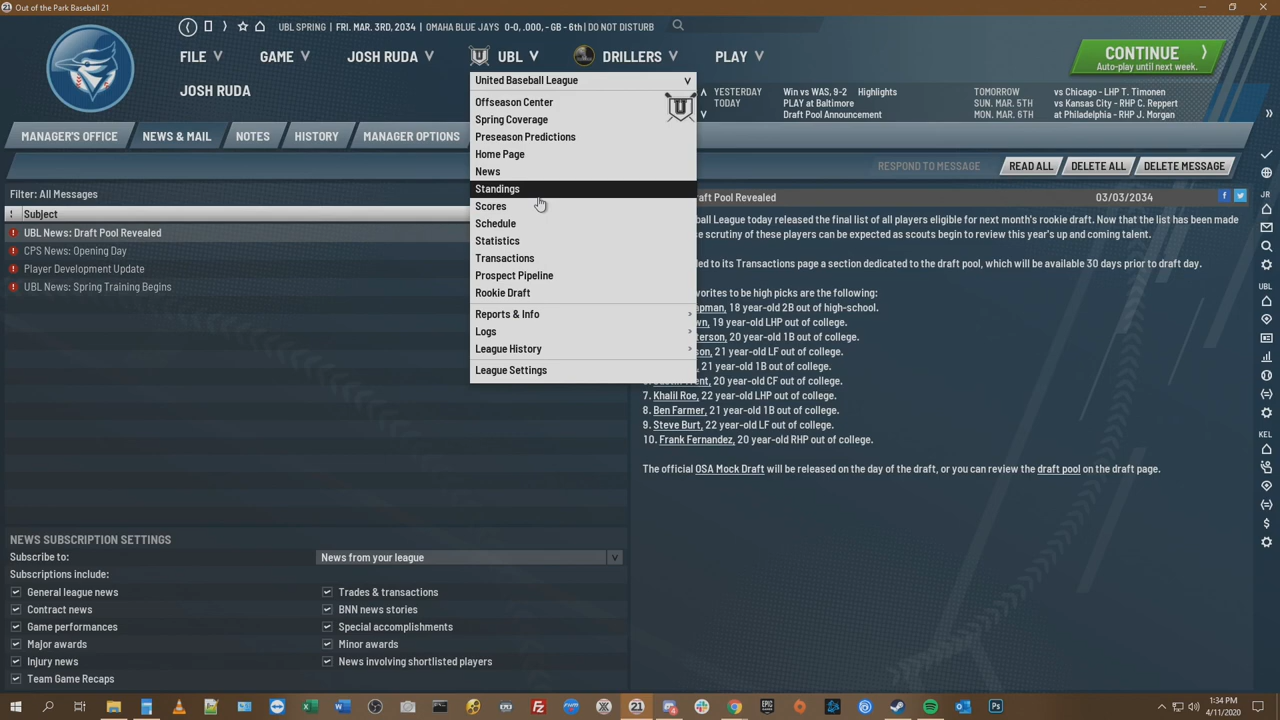 21 Out of the Park Baseball 21
UBL SPRING | FRI. MAR. 3RD, 2034 | OMAHA BLUE JAYS 0-0, .000, - GB - 6th | DO NOT DISTURB
FILE GAME JOSH RUDA UBL DRILLERS PLAY
CONTINUE
Auto-play until next week.
JOSH RUDA
United Baseball League
YESTERDAY Win vs WAS, 9-2 Highlights
TODAY PLAY at Baltimore
Draft Pool Announcement
TOMORROW vs Chicago - LHP T. Timonen
SUN. MAR. 5TH vs Kansas City - RHP C. Reppert
MON. MAR. 6TH at Philadelphia - RHP J. Morgan
MANAGER'S OFFICE NEWS & MAIL NOTES HISTORY MANAGER OPTIONS
Offseason Center
Spring Coverage
Preseason Predictions
Home Page
News
Standings
Scores
Schedule
Statistics
Transactions
Prospect Pipeline
Rookie Draft
Reports & Info
Logs
League History
League Settings
RESPOND TO MESSAGE READ ALL DELETE ALL DELETE MESSAGE
Filter: All Messages
! Subject
UBL News: Draft Pool Revealed
CPS News: Opening Day
Player Development Update
UBL News: Spring Training Begins
aft Pool Revealed 03/03/2034
ball League today released the final list of all players eligible for next month's rookie draft. Now that the list has been made
se scrutiny of these players can be expected as scouts begin to review this year's up and coming talent.
ed to its Transactions page a section dedicated to the draft pool, which will be available 30 days prior to draft day.
vorites to be high picks are the following:
apman, 18 year-old 2B out of high-school.
wn, 19 year-old LHP out of college.
erson, 20 year-old 1B out of college.
son, 21 year-old LF out of college.
, 21 year-old 1B out of college.
20 year-old CF out of college.
7. Khalil Roe, 22 year-old LHP out of college.
8. Ben Farmer, 21 year-old 1B out of college.
9. Steve Burt, 22 year-old LF out of college.
10. Frank Fernandez, 20 year-old RHP out of college.
The official OSA Mock Draft will be released on the day of the draft, or you can review the draft pool on the draft page.
NEWS SUBSCRIPTION SETTINGS
Subscribe to: News from your league
Subscriptions include:
General league news Trades & transactions
Contract news BNN news stories
Game performances Special accomplishments
Major awards Minor awards
Injury news News involving shortlisted players
Team Game Recaps
JR
UBL
KEL
1:34 PM
4/11/2020